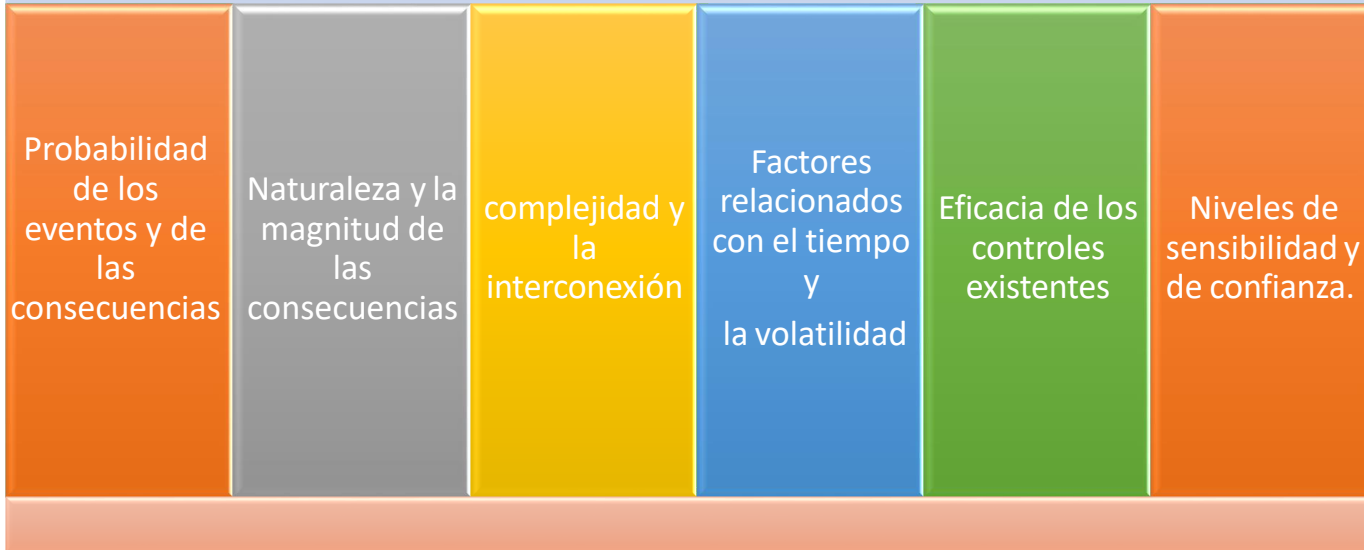 Probabilidad
de los
eventos y de
las
consecuencias
Naturaleza y la
magnitud de
las
consecuencias
complejidad y
la
interconexión
Factores
relacionados
con el tiempo
y
la volatilidad
Eficacia de los
controles
existentes
Niveles de
sensibilidad y
de confianza.